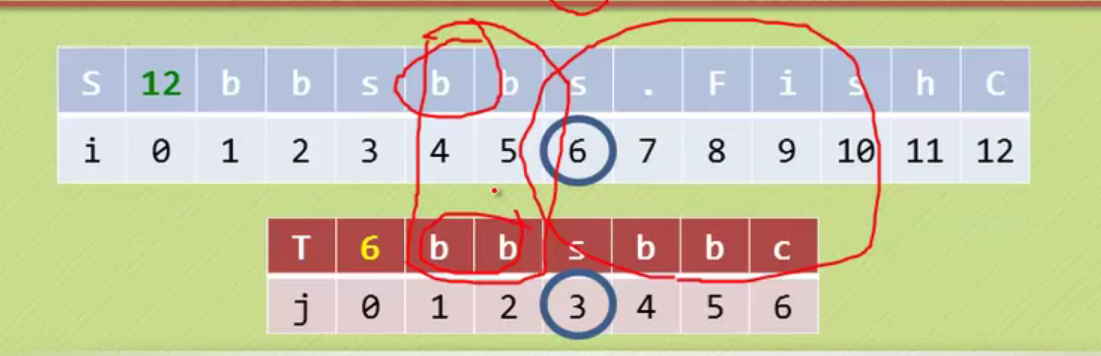 S 12 b b s b b s . F i s h C
i 0 1 2 3 4 5 6 7 8 9 10 11 12
T 6 b b s b b c
j 0 1 2 3 4 5 6